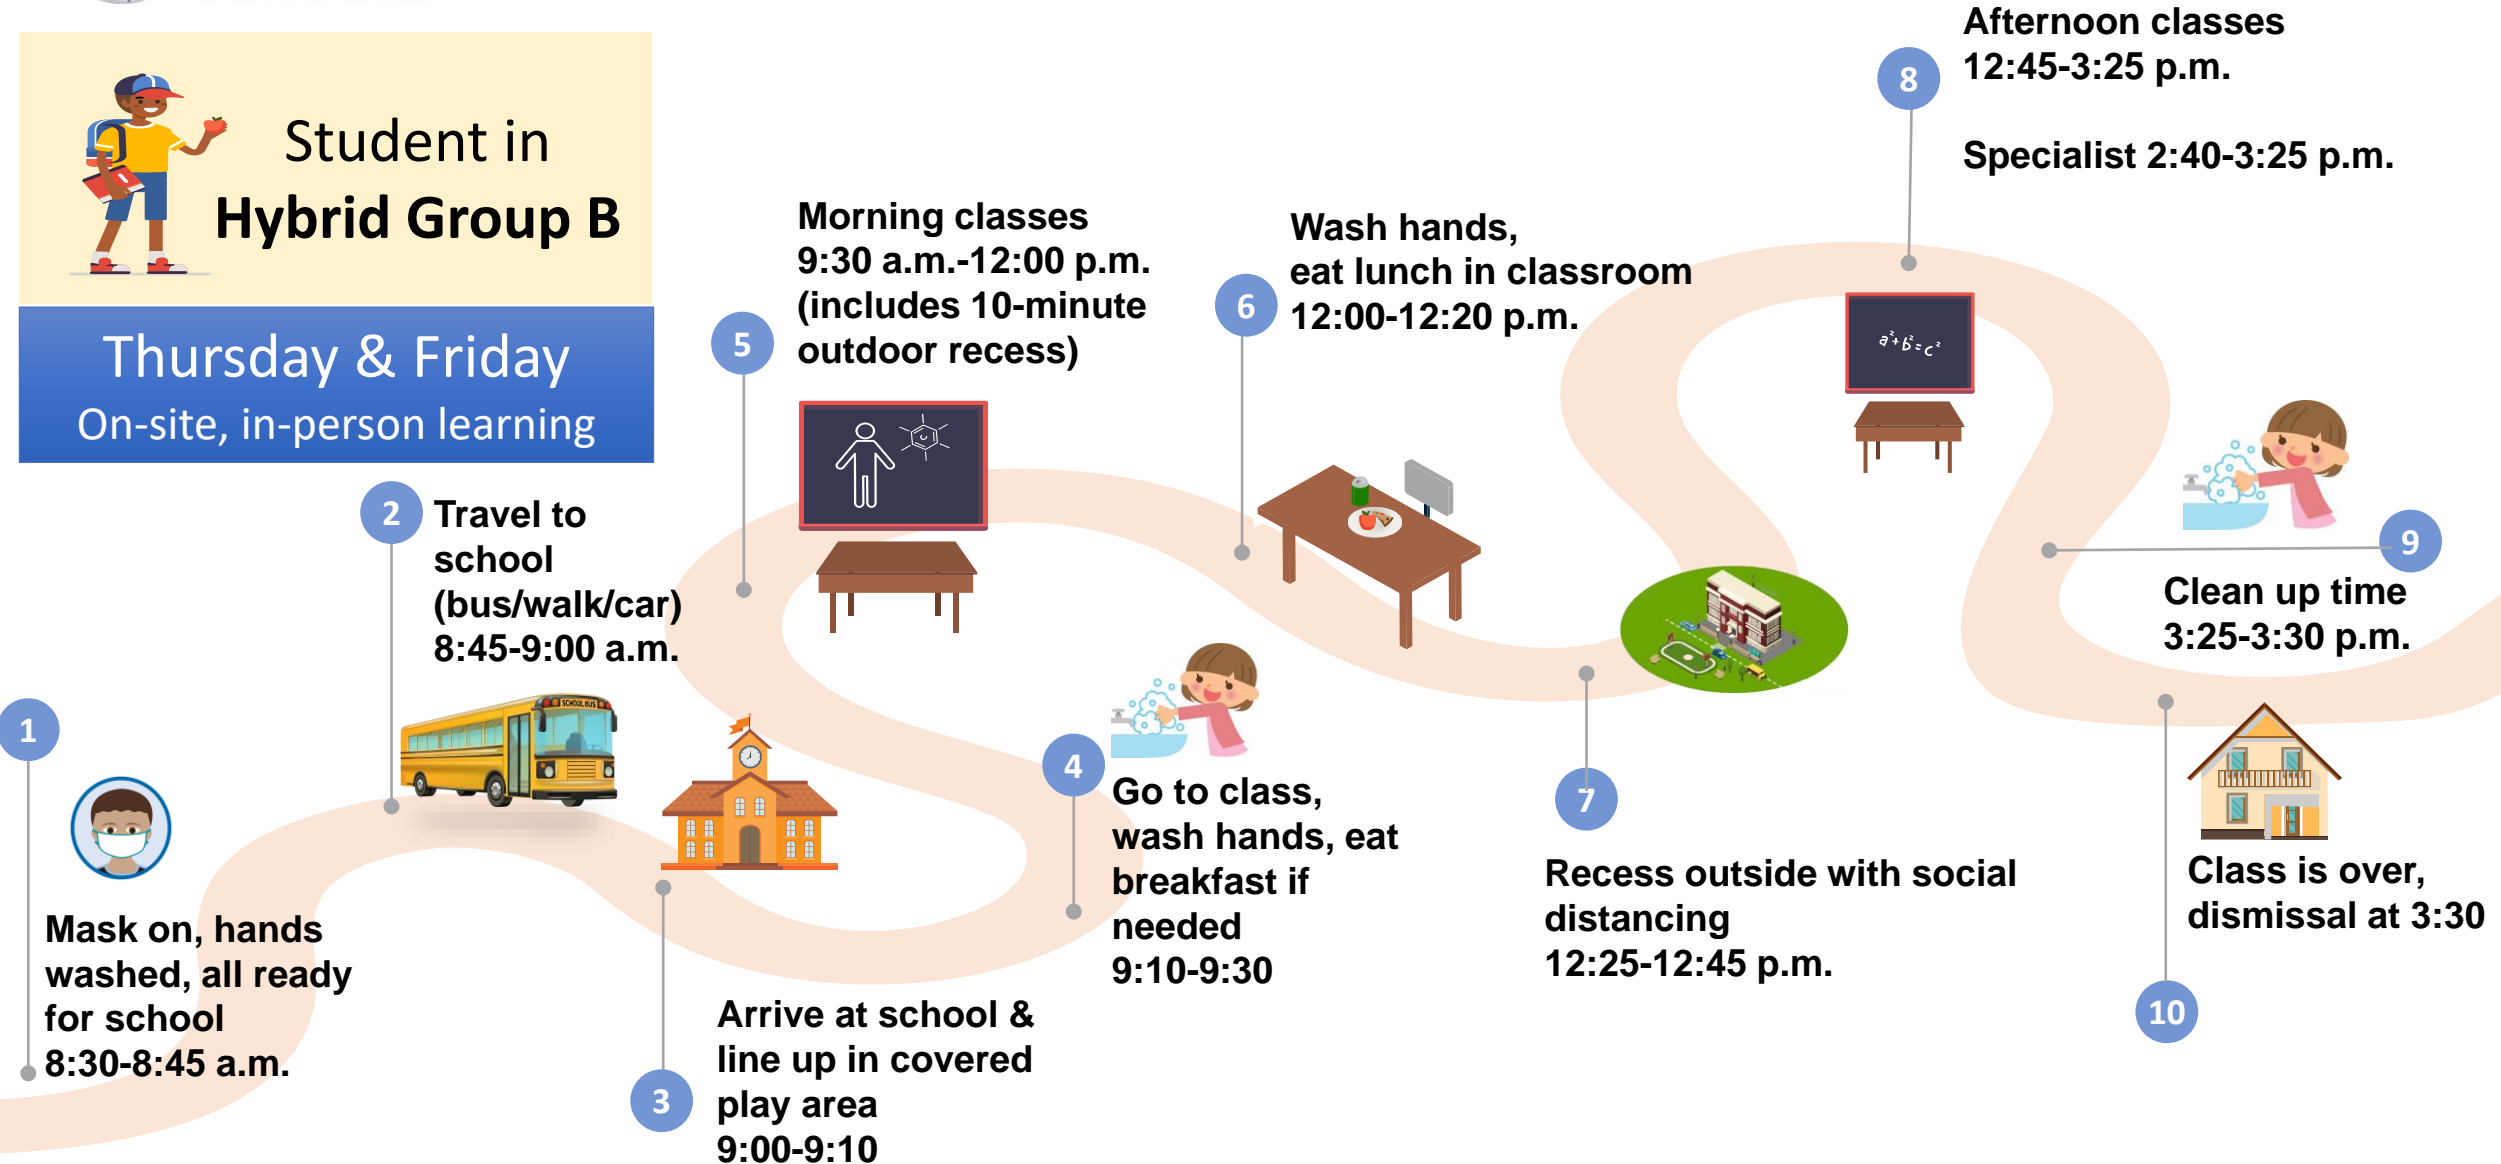 Student in
Hybrid Group B
Thursday & Friday
On-site, in-person learning
1
Mask on, hands
washed, all ready
for school
8:30-8:45 a.m.
2
Travel to
school
(bus/walk/car)
8:45-9:00 a.m.
SCHOOL BUS
3
Arrive at school &
line up in covered
play area
9:00-9:10
4
Go to class,
wash hands, eat
breakfast if
needed
9:10-9:30
5
Morning classes
9:30 a.m.-12:00 p.m.
(includes 10-minute
outdoor recess)
C
6
Wash hands,
eat lunch in classroom
12:00-12:20 p.m.
7
Recess outside with social
distancing
12:25-12:45 p.m.
8
Afternoon classes
12:45-3:25 p.m.
Specialist 2:40-3:25 p.m.
a²+b²=c²
9
Clean up time
3:25-3:30 p.m.
10
Class is over,
dismissal at 3:30